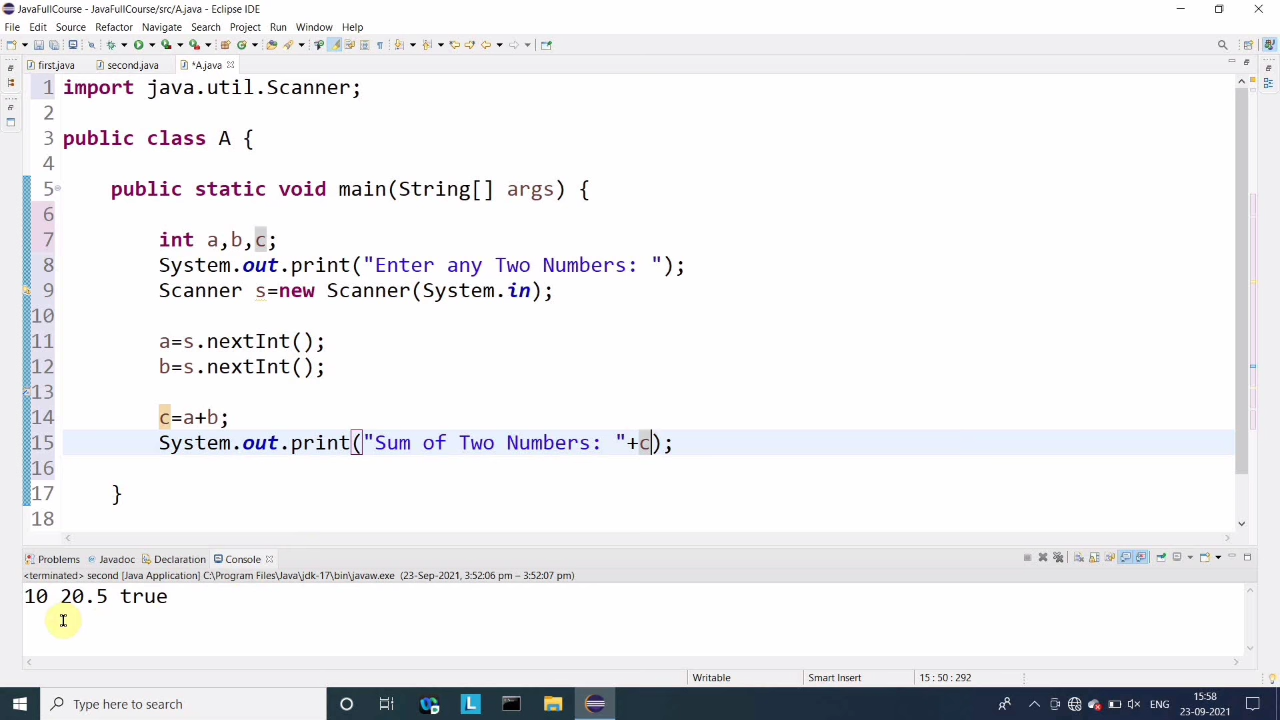 JavaFullCourse - JavaFullCourse/src/A.java - Eclipse IDE
File Edit Source Refactor Navigate Search Project Run Window Help
first.java second.java *A.java
1 import java.util.Scanner;
2
3 public class A {
4
5 public static void main(String[] args) {
6
7 int a,b,c;
8 System.out.print("Enter any Two Numbers: ");
9 Scanner s=new Scanner(System.in);
10
11 a=s.nextInt();
12 b=s.nextInt();
13
14 c=a+b;
15 System.out.print("Sum of Two Numbers: "+c);
16
17 }
18
Problems Javadoc Declaration Console
<terminated> second [Java Application] C:\Program Files\Java\jdk-17\bin\javaw.exe (23-Sep-2021, 3:52:06 pm – 3:52:07 pm)
10 20.5 true
Writable Smart Insert 15 : 50 : 292
Type here to search
ENG
15:58
23-09-2021